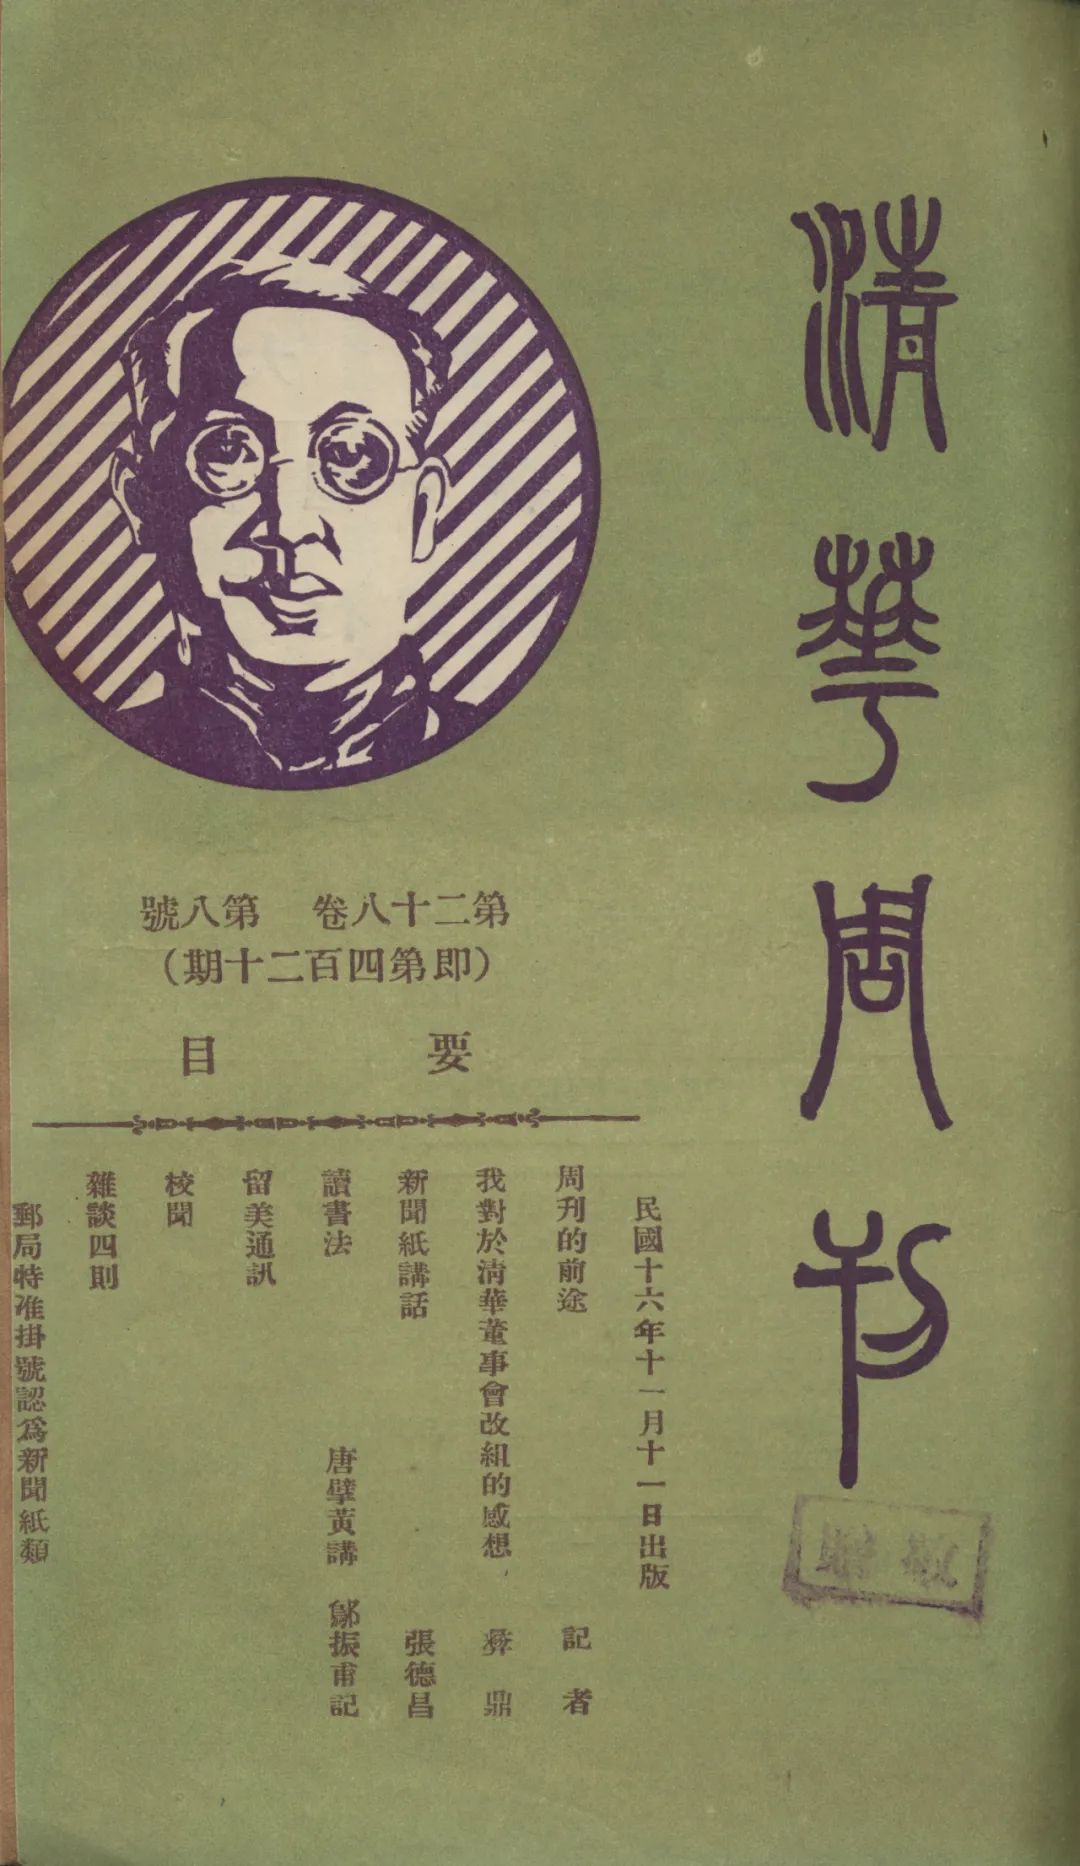 清華周刊
第二十八卷 第八號
(即第四百二十期)
要目
民國十六年十一月十一日出版
周刊的前途 記者
我對於清華董事會改組的感想 彛鼎
新聞紙講話 張德昌
讀書法 唐擘黃講 鄔振甫記
留美通訊
校聞
雜談四則
郵局特准掛號認爲新聞紙類